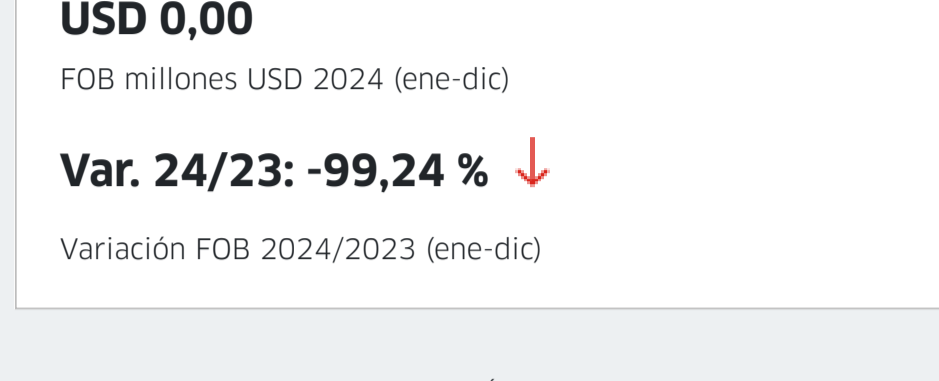 USD 0,00
FOB millones USD 2024 (ene-dic)
Var. 24/23: -99,24 %
Variación FOB 2024/2023 (ene-dic)